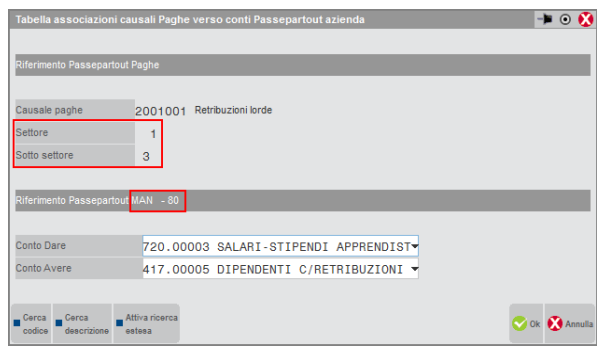 Tabella associazioni causali Paghe verso conti Passepartout azienda
Riferimento Passepartout Paghe
Causale paghe 2001001 Retribuzioni lorde
Settore 1
Sotto settore 3
Riferimento Passepartout MAN - 80
Conto Dare 720.00003 SALARI-STIPENDI APPRENDIST
Conto Avere 417.00005 DIPENDENTI C/RETRIBUZIONI
Cerca codice
Cerca descrizione
Attiva ricerca estesa
Ok
Annulla